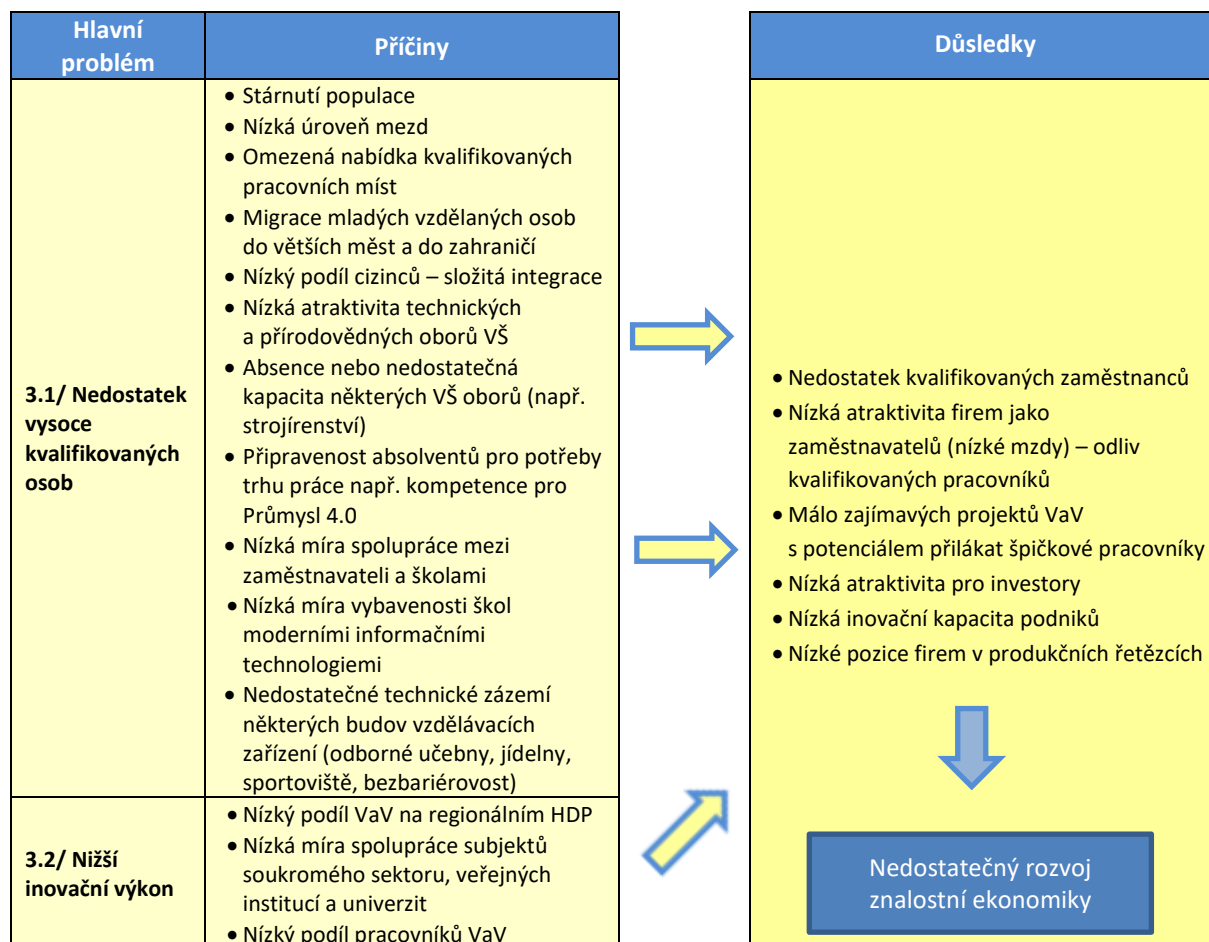 Hlavní
problém
Příčiny
Důsledky
3.1/ Nedostatek
vysoce
kvalifikovaných
osob
• Stárnutí populace
• Nízká úroveň mezd
• Omezená nabídka kvalifikovaných
pracovních míst
• Migrace mladých vzdělaných osob
do větších měst a do zahraničí
• Nízký podíl cizinců – složitá integrace
• Nízká atraktivita technických
a přírodovědných oborů VŠ
• Absence nebo nedostatečná
kapacita některých VŠ oborů (např.
strojírenství)
• Připravenost absolventů pro potřeby
trhu práce např. kompetence pro
Průmysl 4.0
• Nízká míra spolupráce mezi
zaměstnavateli a školami
• Nízká míra vybavenosti škol
moderními informačními
technologiemi
• Nedostatečné technické zázemí
některých budov vzdělávacích
zařízení (odborné učebny, jídelny,
sportoviště, bezbariérovost)
3.2/ Nižší
inovační výkon
• Nízký podíl VaV na regionálním HDP
• Nízká míra spolupráce subjektů
soukromého sektoru, veřejných
institucí a univerzit
• Nízký podíl pracovníků VaV
• Nedostatek kvalifikovaných zaměstnanců
• Nízká atraktivita firem jako
zaměstnavatelů (nízké mzdy) – odliv
kvalifikovaných pracovníků
• Málo zajímavých projektů VaV
s potenciálem přilákat špičkové pracovníky
• Nízká atraktivita pro investory
• Nízká inovační kapacita podniků
• Nízké pozice firem v produkčních řetězcích
Nedostatečný rozvoj
znalostní ekonomiky